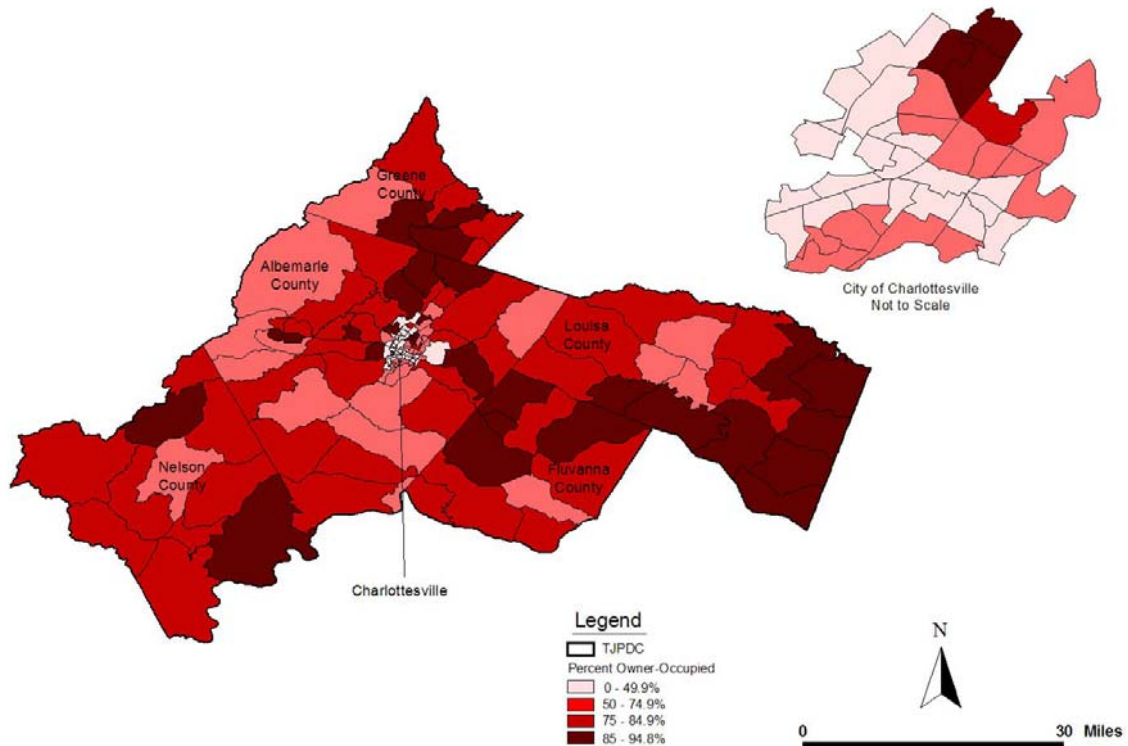 Greene
County
Albemarle
County
Louisa
County
Nelson
County
Fluvanna
County
Charlottesville
City of Charlottesville
Not to Scale
Legend
TJPDC
Percent Owner-Occupied
0 - 49.9%
50 - 74.9%
75 - 84.9%
85 - 94.8%
N
0 30 Miles